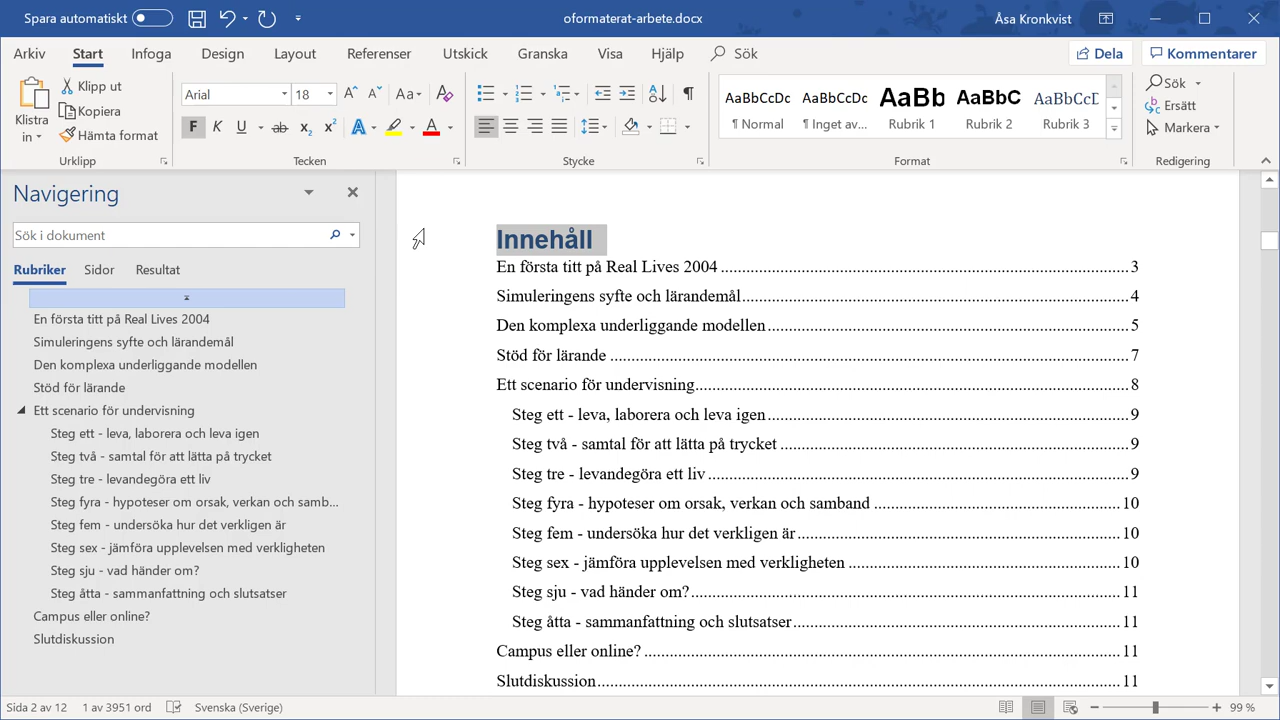 Spara automatiskt
oformaterat-arbete.docx
Åsa Kronkvist
Arkiv Start Infoga Design Layout Referenser Utskick Granska Visa Hjälp Sök Dela Kommentarer
Klistra in
Klipp ut
Kopiera
Hämta format
Urklipp
Arial 18
Aa
F K U ab x₂ x² A A
Tecken
Stycke
AaBbCcDc AaBbCcDc AaBb AaBbC AaBbCcD
¶ Normal ¶ Inget av... Rubrik 1 Rubrik 2 Rubrik 3
Format
Sök
Ersätt
Markera
Redigering
Navigering
Sök i dokument
Rubriker Sidor Resultat
En första titt på Real Lives 2004
Simuleringens syfte och lärandemål
Den komplexa underliggande modellen
Stöd för lärande
Ett scenario för undervisning
Steg ett - leva, laborera och leva igen
Steg två - samtal för att lätta på trycket
Steg tre - levandegöra ett liv
Steg fyra - hypoteser om orsak, verkan och samb...
Steg fem - undersöka hur det verkligen är
Steg sex - jämföra upplevelsen med verkligheten
Steg sju - vad händer om?
Steg åtta - sammanfattning och slutsatser
Campus eller online?
Slutdiskussion
Innehåll
En första titt på Real Lives 2004 ........ 3
Simuleringens syfte och lärandemål ........ 4
Den komplexa underliggande modellen ........ 5
Stöd för lärande ........ 7
Ett scenario för undervisning ........ 8
Steg ett - leva, laborera och leva igen ........ 9
Steg två - samtal för att lätta på trycket ........ 9
Steg tre - levandegöra ett liv ........ 9
Steg fyra - hypoteser om orsak, verkan och samband ........ 10
Steg fem - undersöka hur det verkligen är ........ 10
Steg sex - jämföra upplevelsen med verkligheten ........ 10
Steg sju - vad händer om? ........ 11
Steg åtta - sammanfattning och slutsatser ........ 11
Campus eller online? ........ 11
Slutdiskussion ........ 11
Sida 2 av 12 1 av 3951 ord Svenska (Sverige) 99 %